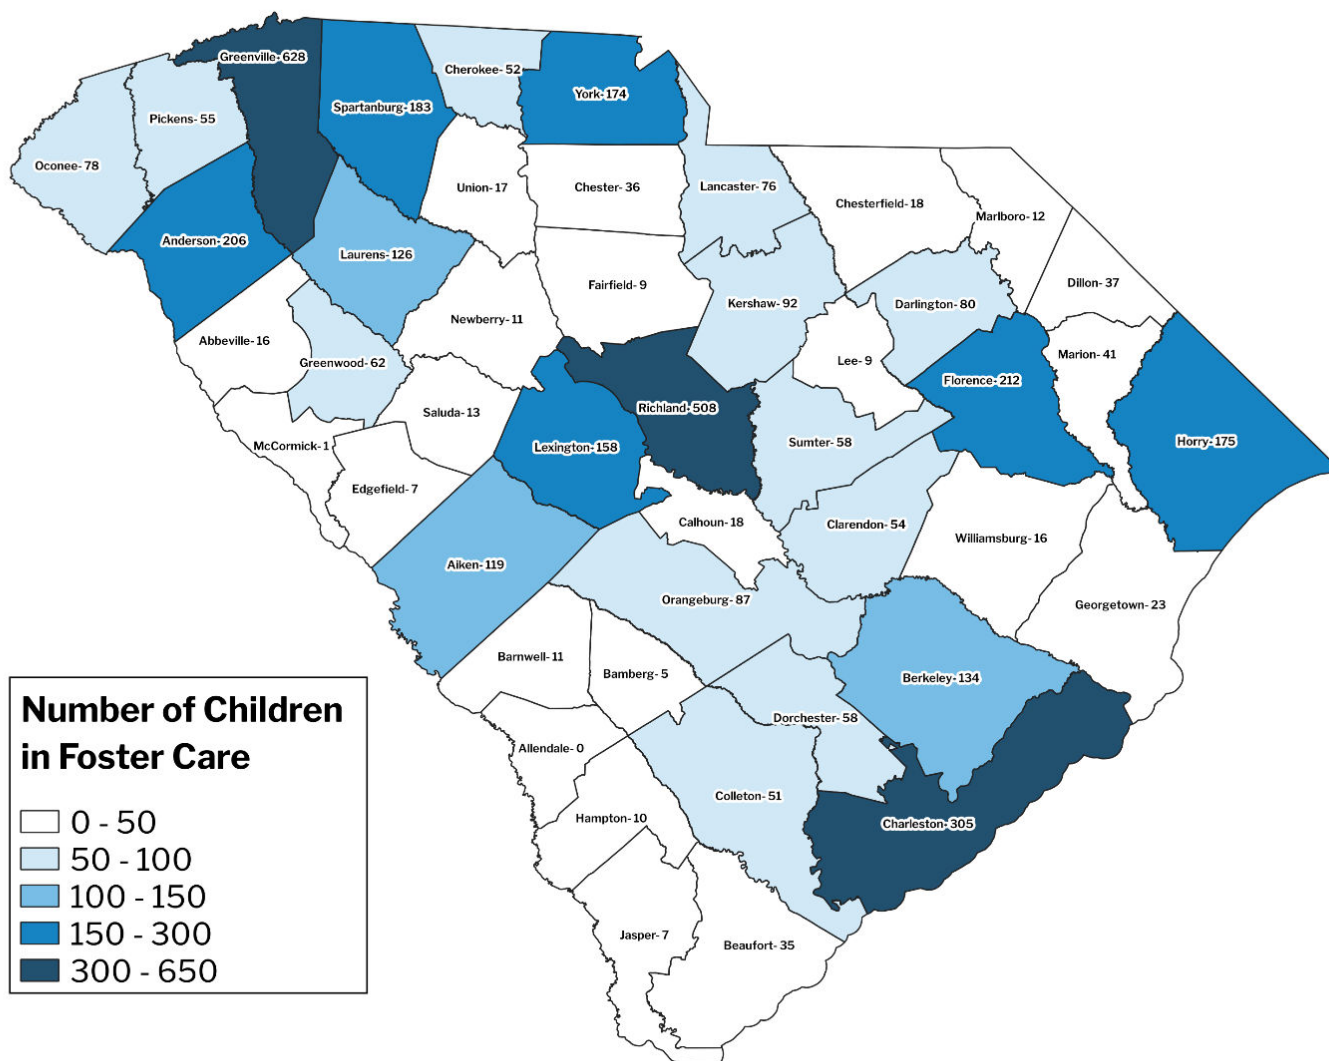 Greenville- 628
Cherokee- 52
York- 174
Spartanburg- 183
Pickens- 55
Oconee- 78
Union- 17
Chester- 36
Lancaster- 76
Chesterfield- 18
Marlboro- 12
Anderson- 206
Laurens- 126
Fairfield- 9
Kershaw- 92
Darlington- 80
Dillon- 37
Newberry- 11
Abbeville- 16
Greenwood- 62
Lee- 9
Marion- 41
Florence- 212
Richland- 508
Saluda- 13
McCormick- 1
Lexington- 158
Sumter- 58
Horry- 175
Edgefield- 7
Calhoun- 18
Clarendon- 54
Williamsburg- 16
Aiken- 119
Orangeburg- 87
Georgetown- 23
Barnwell- 11
Bamberg- 5
Berkeley- 134
Dorchester- 58
Allendale- 0
Colleton- 51
Hampton- 10
Charleston- 305
Jasper- 7
Beaufort- 35
Number of Children
in Foster Care
0 - 50
50 - 100
100 - 150
150 - 300
300 - 650